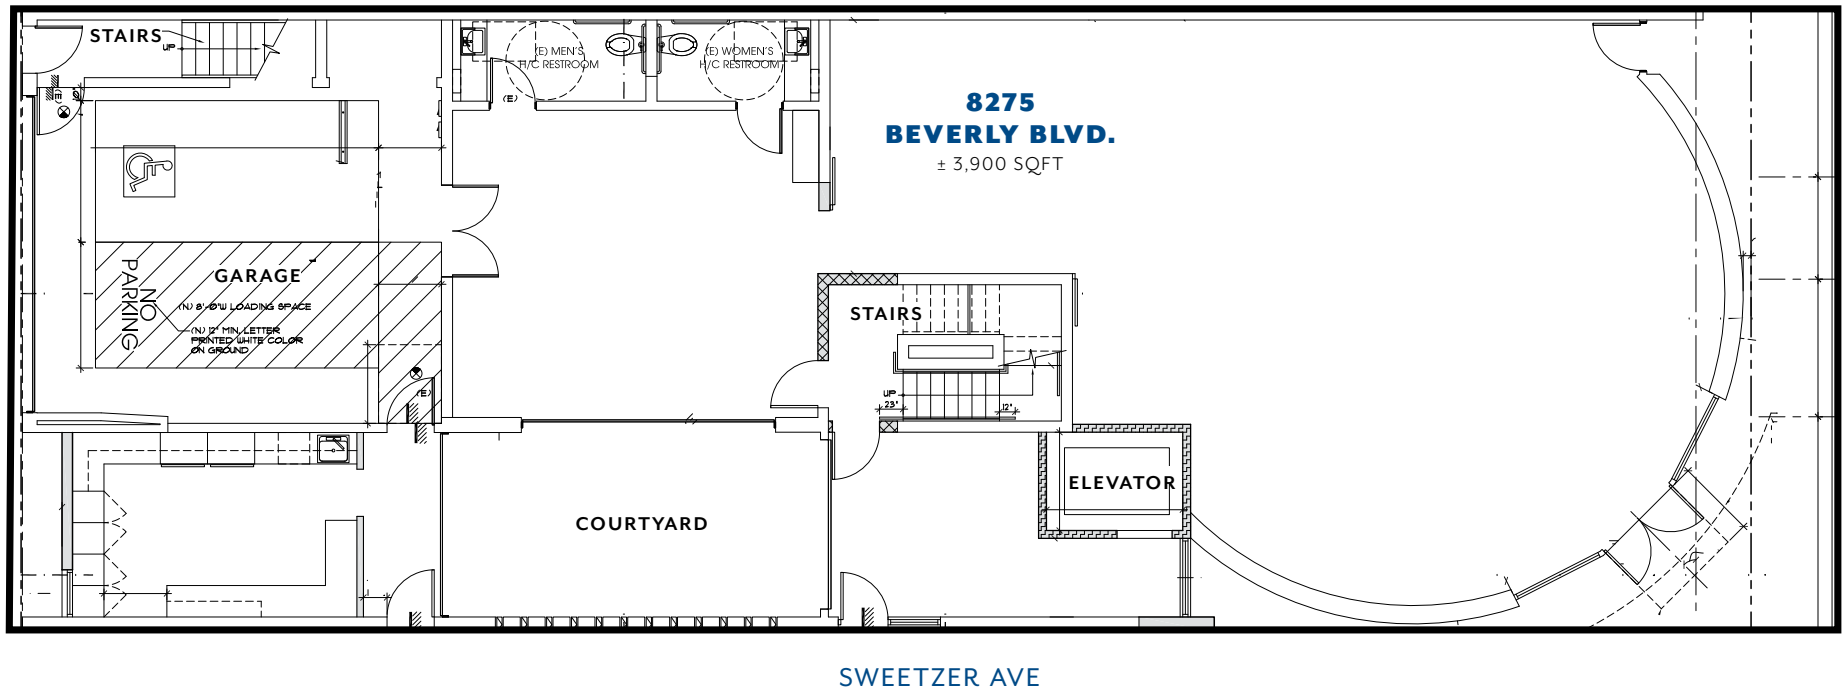 STAIRS
UP
(E) MEN'S
H/C RESTROOM
(E) WOMEN'S
H/C RESTROOM
(E)
(E)
8275
BEVERLY BLVD.
± 3,900 SQFT
GARAGE
NO
PARKING
(N) 8'-0"W LOADING SPACE
(N) 12" MIN. LETTER
PRINTED WHITE COLOR
ON GROUND
(E)
STAIRS
UP
23"
12"
ELEVATOR
COURTYARD
SWEETZER AVE